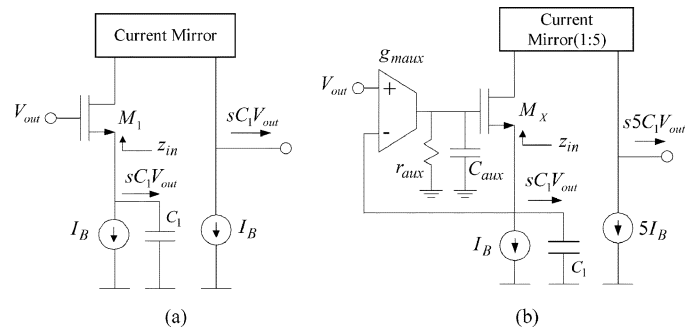 Current Mirror
V_out
M_1
z_in
sC_1V_out
sC_1V_out
I_B
C_1
I_B
(a)
Current
Mirror(1:5)
g_maux
V_out
+
-
M_X
z_in
r_aux
C_aux
sC_1V_out
s5C_1V_out
I_B
C_1
5I_B
(b)